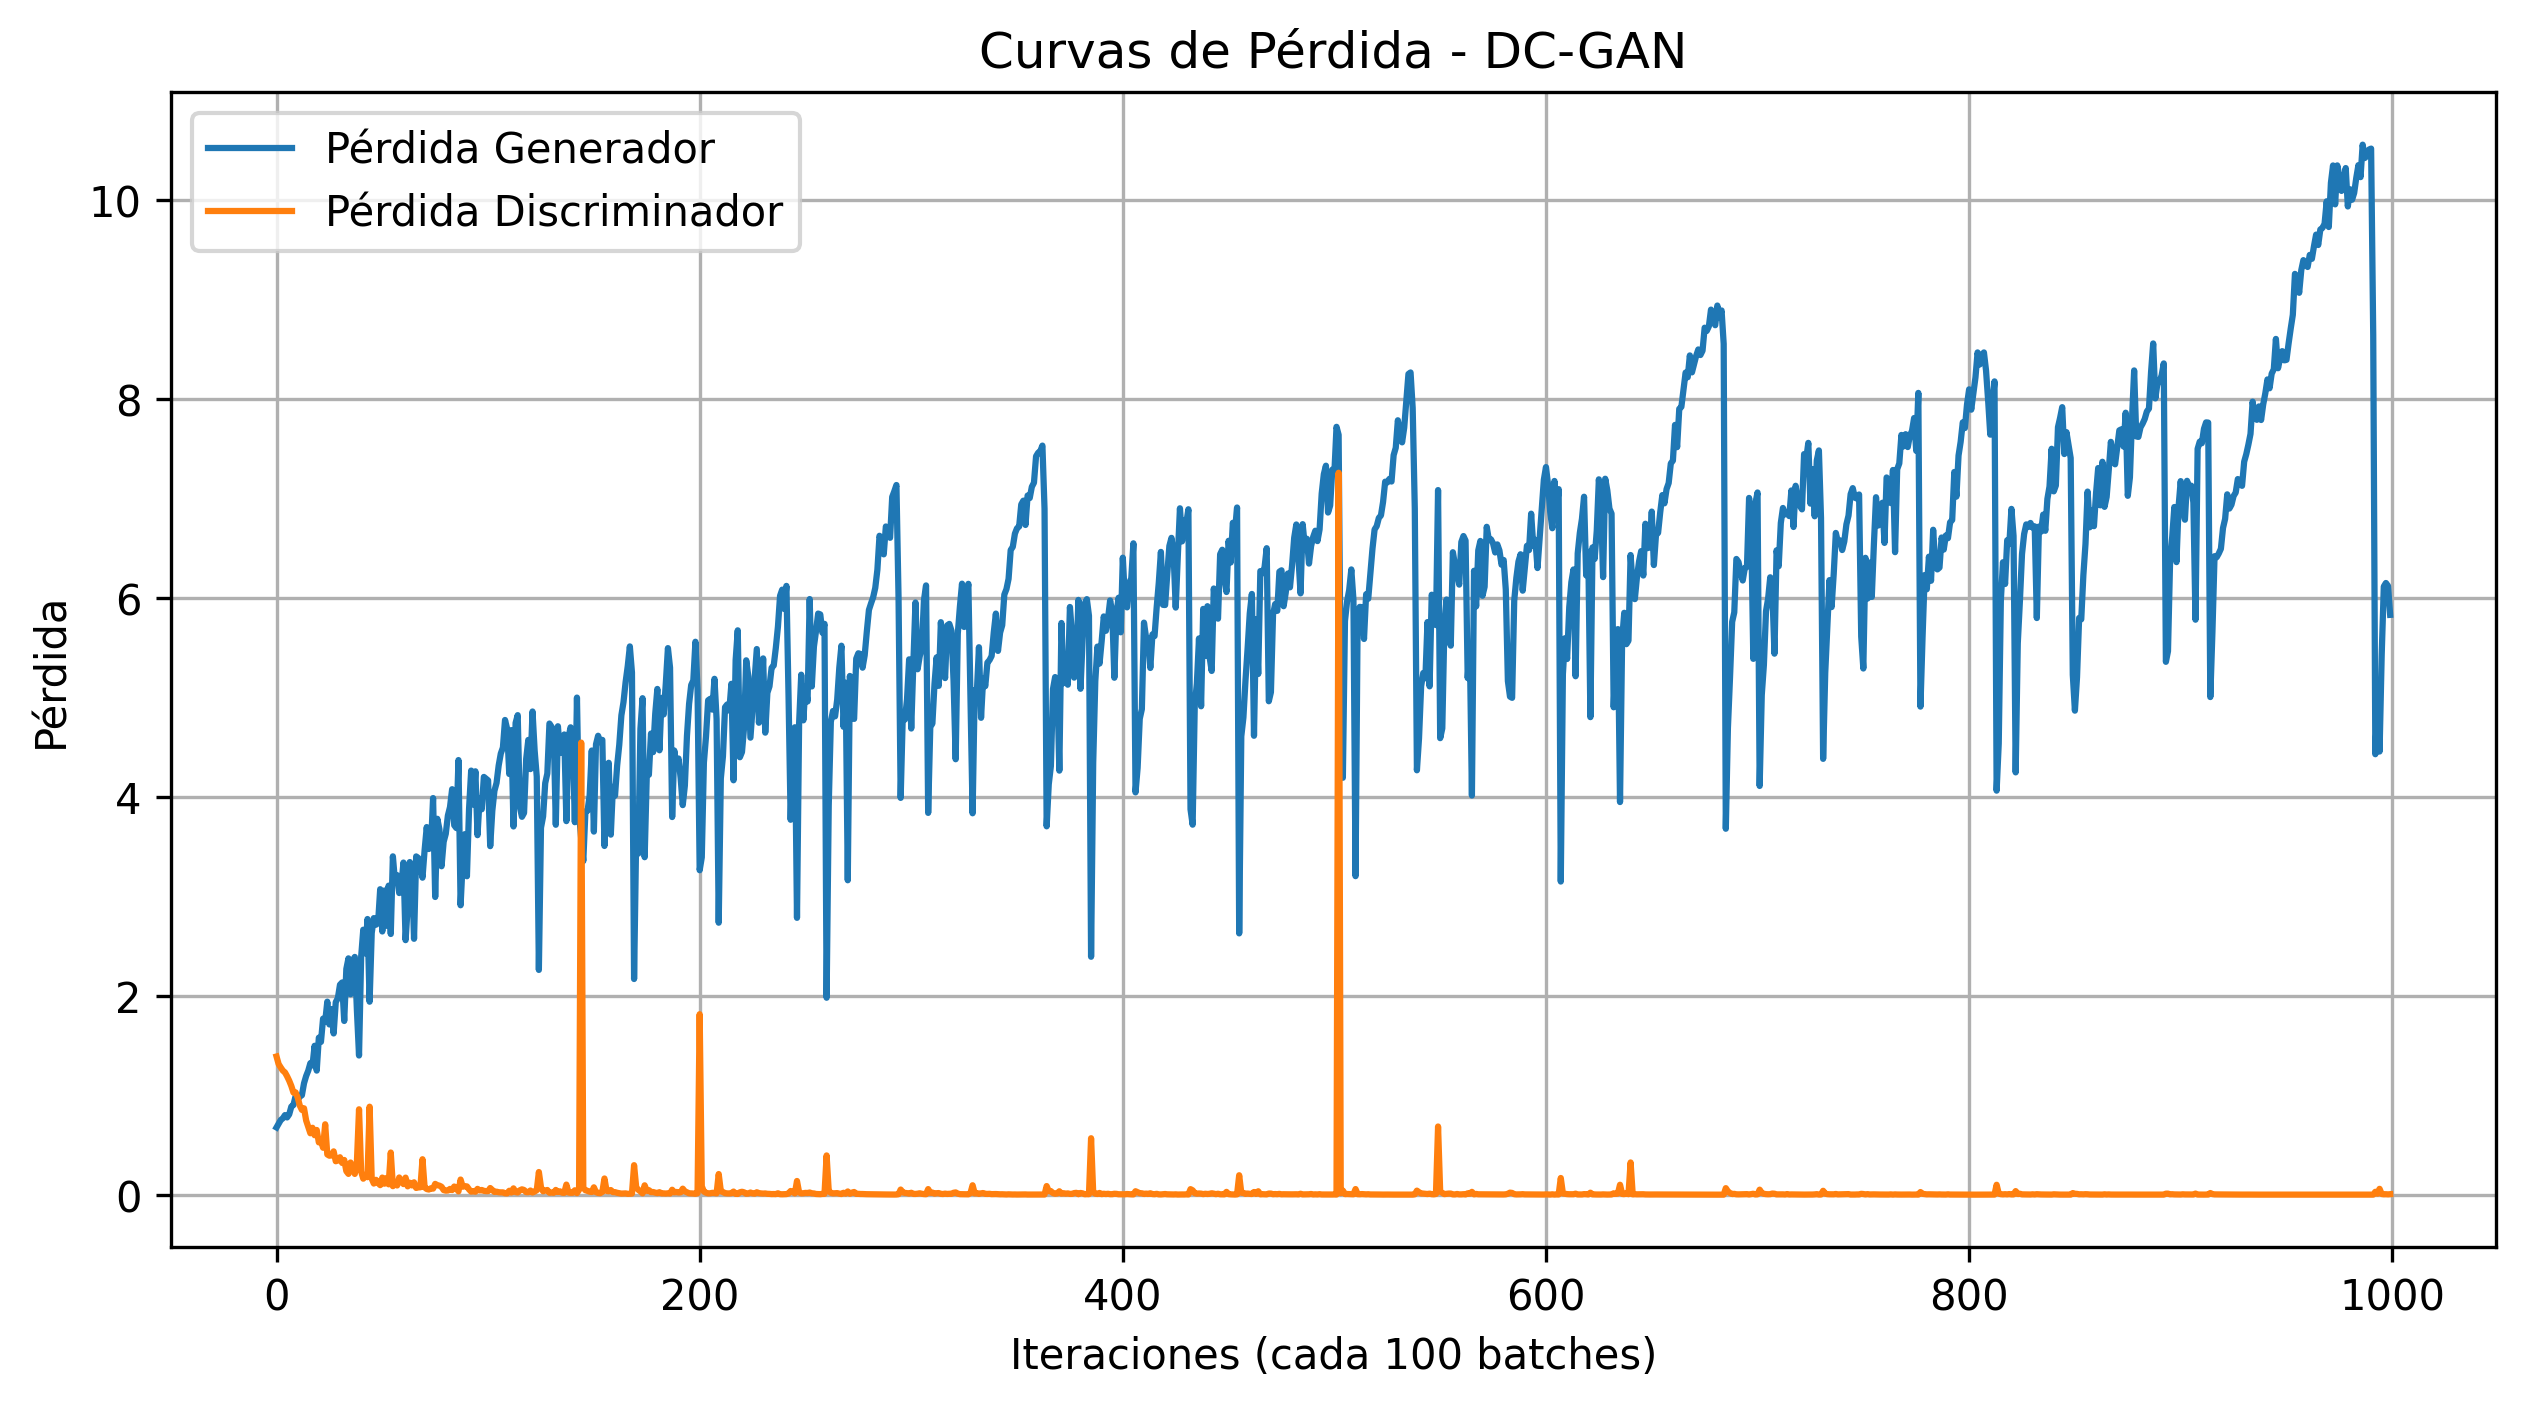 Curvas de Pérdida - DC-GAN
Pérdida Generador
Pérdida Discriminador
Pérdida
10
8
6
4
2
0
0 200 400 600 800 1000
Iteraciones (cada 100 batches)